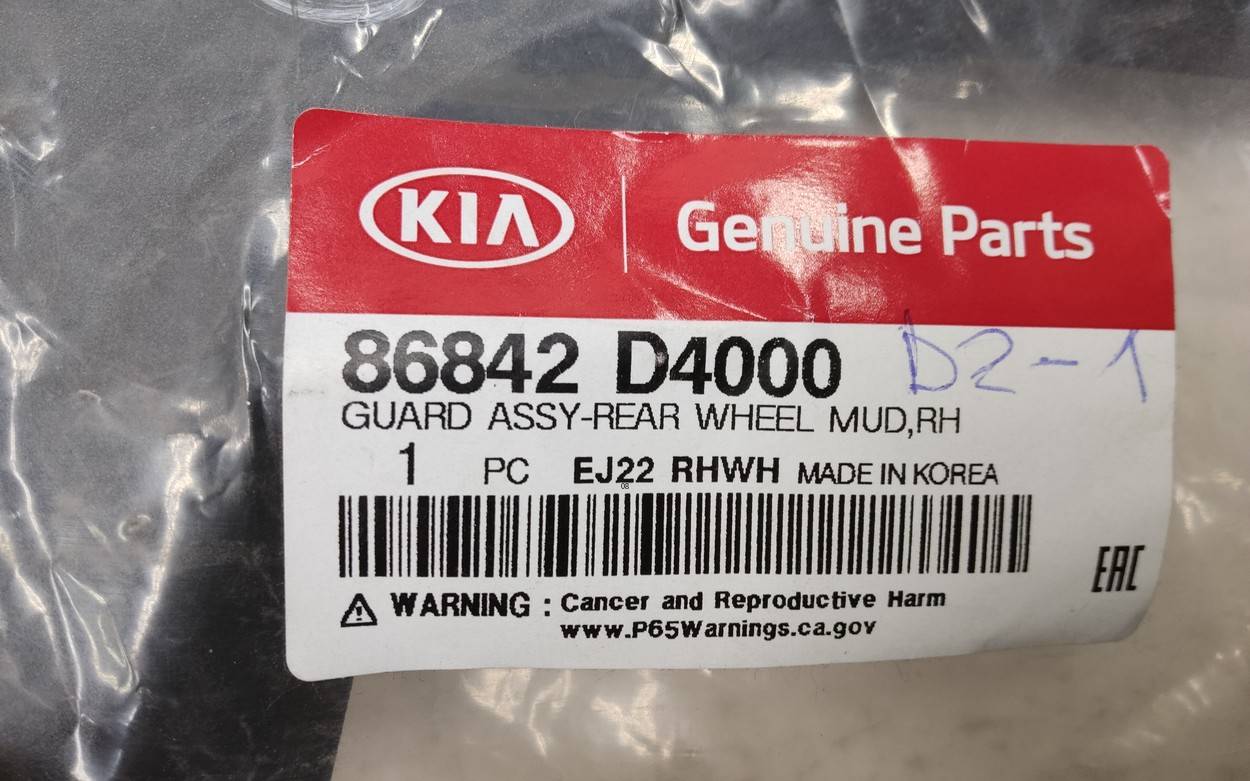 KIA Genuine Parts
86842 D4000 D2-1
GUARD ASSY-REAR WHEEL MUD,RH
1 PC EJ22 RHWH MADE IN KOREA
08
EAC
WARNING : Cancer and Reproductive Harm
www.P65Warnings.ca.gov